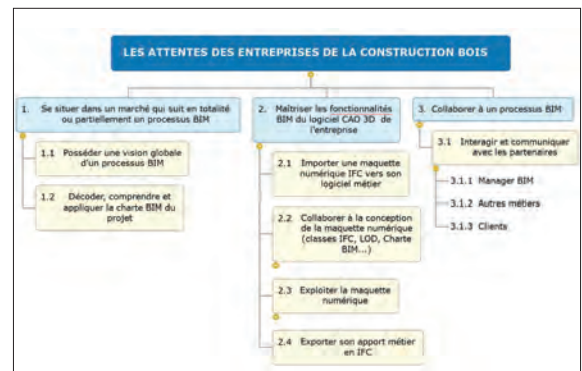 LES ATTENTES DES ENTREPRISES DE LA CONSTRUCTION BOIS
1. Se situer dans un marché qui suit en totalité
ou partiellement un processus BIM
1.1 Posséder une vision globale
d'un processus BIM
1.2 Décoder, comprendre et
appliquer la charte BIM du
projet
2. Maîtriser les fonctionnalités
BIM du logiciel CAO 3D de
l'entreprise
2.1 Importer une maquette
numérique IFC vers son
logiciel métier
2.2 Collaborer à la conception
de la maquette numérique
(classes IFC, LOD, Charte
BIM...)
2.3 Exploiter la maquette
numérique
2.4 Exporter son apport métier
en IFC
3. Collaborer à un processus BIM
3.1 Interagir et communiquer
avec les partenaires
3.1.1 Manager BIM
3.1.2 Autres métiers
3.1.3 Clients